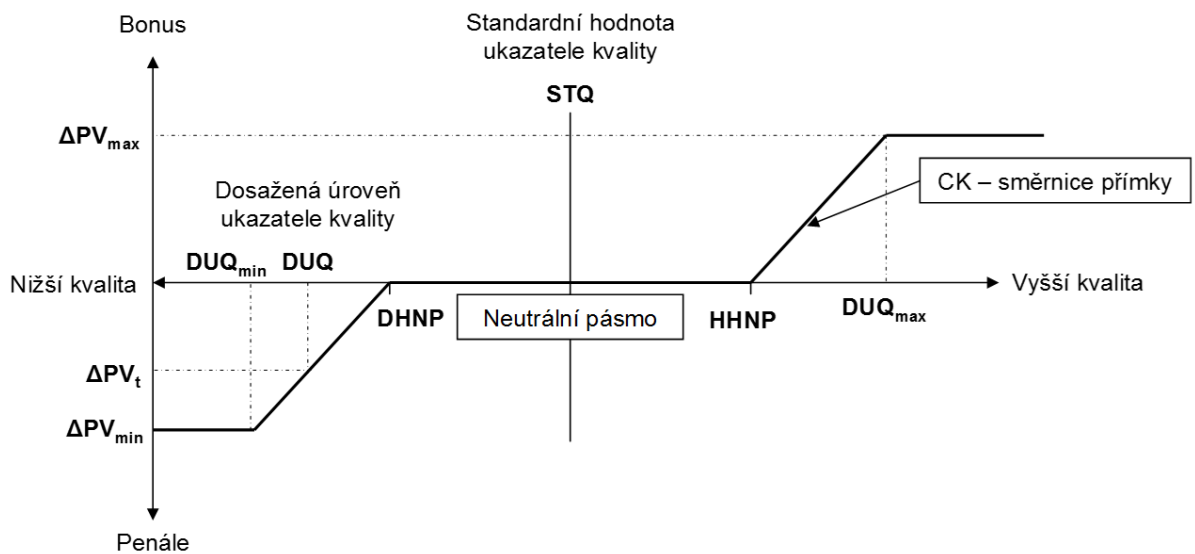 Bonus
Standardní hodnota
ukazatele kvality
STQ
ΔPVmax
CK – směrnice přímky
Dosažená úroveň
ukazatele kvality
DUQmin
DUQ
Nižší kvalita
Vyšší kvalita
DHNP
Neutrální pásmo
HHNP
DUQmax
ΔPVt
ΔPVmin
Penále